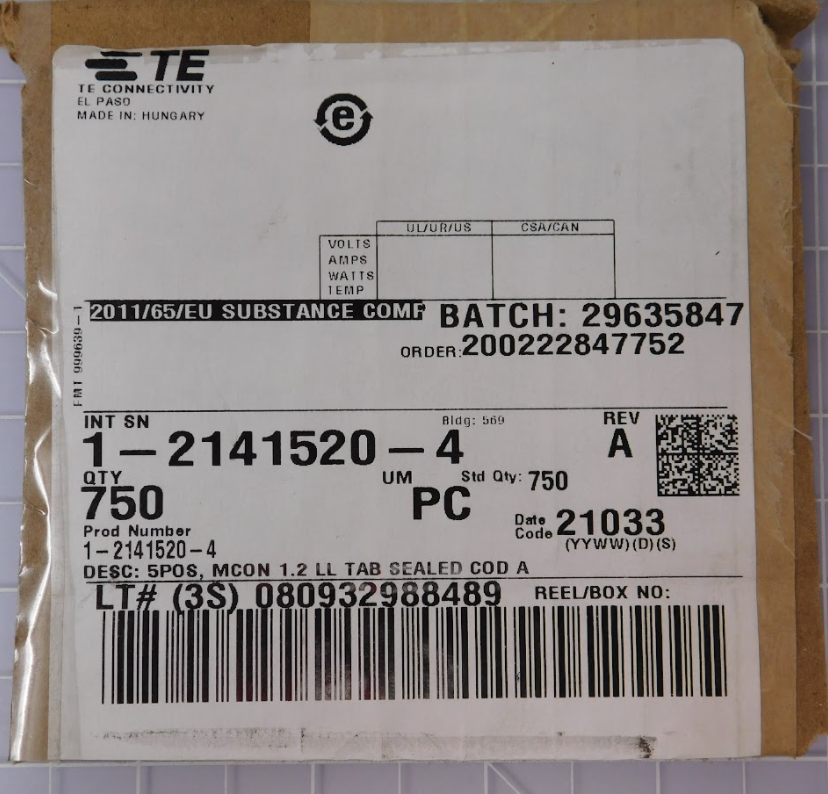 TE
TE CONNECTIVITY
EL PASO
MADE IN: HUNGARY
e
UL/UR/US CSA/CAN
VOLTS
AMPS
WATTS
TEMP
2011/65/EU SUBSTANCE COMP
BATCH: 29635847
ORDER:200222847752
FMT 999639-1
INT SN Bldg: 569 REV
1-2141520-4 A
QTY UM Std Qty: 750
750 PC
Prod Number Date Code 21033
1-2141520-4 (YYWW)(D)(S)
DESC: 5POS, MCON 1.2 LL TAB SEALED COD A
LT# (3S) 080932988489 REEL/BOX NO: